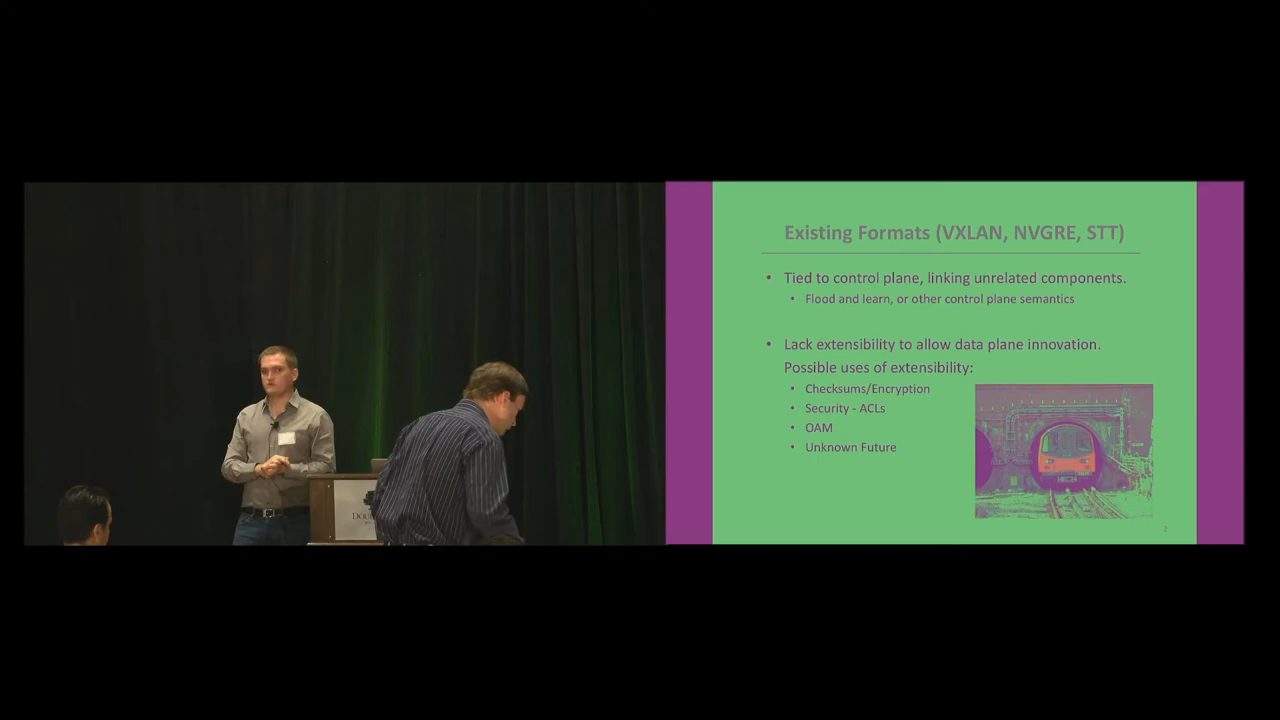 Existing Formats (VXLAN, NVGRE, STT)
• Tied to control plane, linking unrelated components.
• Flood and learn, or other control plane semantics
• Lack extensibility to allow data plane innovation.
Possible uses of extensibility:
• Checksums/Encryption
• Security - ACLs
• OAM
• Unknown Future
2